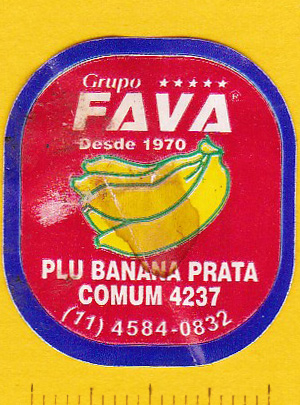 Grupo ★★★★★
FAVA®
Desde 1970
PLU BANANA PRATA
COMUM 4237
(11) 4584-0832